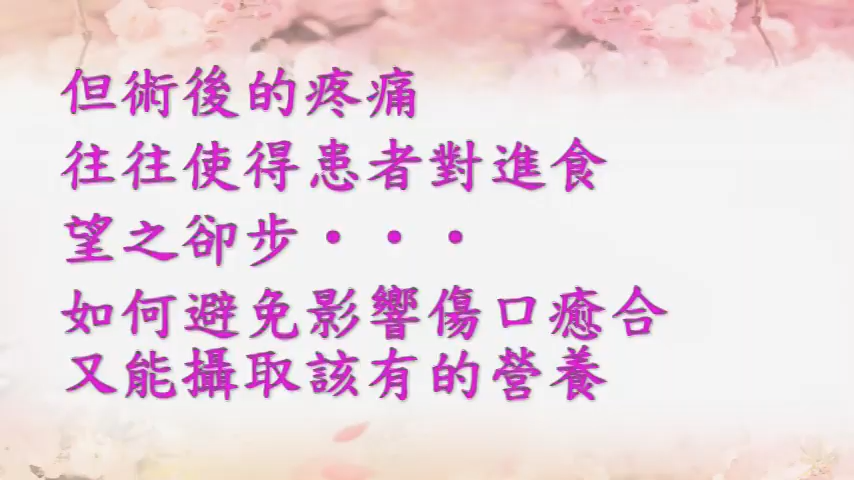 但術後的疼痛
往往使得患者對進食
望之卻步···
如何避免影響傷口癒合
又能攝取該有的營養